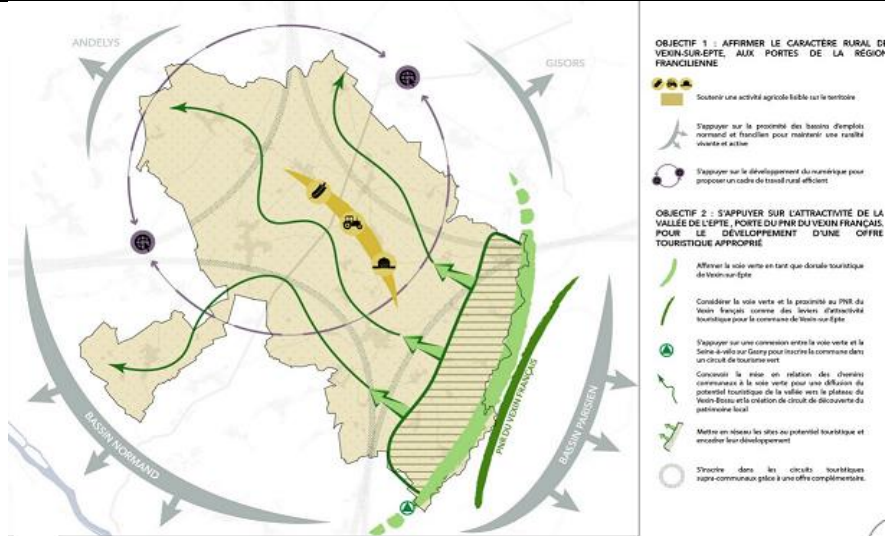 ANDELYS
GISORS
BASSIN NORMAND
BASSIN PARISIEN
PNR DU VEXIN FRANÇAIS
OBJECTIF 1 : AFFIRMER LE CARACTÈRE RURAL DE
VEXIN-SUR-EPTE, AUX PORTES DE LA RÉGION
FRANCILIENNE
Soutenir une activité agricole lisible sur le territoire
S'appuyer sur la proximité des bassins d'emplois
normand et francilien pour maintenir une ruralité
vivante et active
S'appuyer sur le développement du numérique pour
proposer un cadre de travail rural efficient
OBJECTIF 2 : S'APPUYER SUR L'ATTRACTIVITÉ DE LA
VALLÉE DE L'EPTE, PORTE DU PNR DU VEXIN FRANÇAIS,
POUR LE DÉVELOPPEMENT D'UNE OFFRE
TOURISTIQUE APPROPRIÉ
Affirmer la voie verte en tant que dorsale touristique
de Vexin-sur-Epte
Considérer la voie verte et la proximité au PNR du
Vexin français comme des leviers d'attractivité
touristique pour la commune de Vexin-sur-Epte
S'appuyer sur une connexion entre la voie verte et la
Seine-à-vélo sur Gasny pour inscrire la commune dans
un circuit de tourisme vert
Concevoir la mise en relation des chemins
communaux à la voie verte pour une diffusion du
potentiel touristique de la vallée vers le plateau du
Vexin-Bossu et la création de circuit de découverte du
patrimoine local
Mettre en réseau les sites au potentiel touristique et
encadrer leur développement
S'inscrire dans les circuits touristiques
supra-communaux grâce à une offre complémentaire.